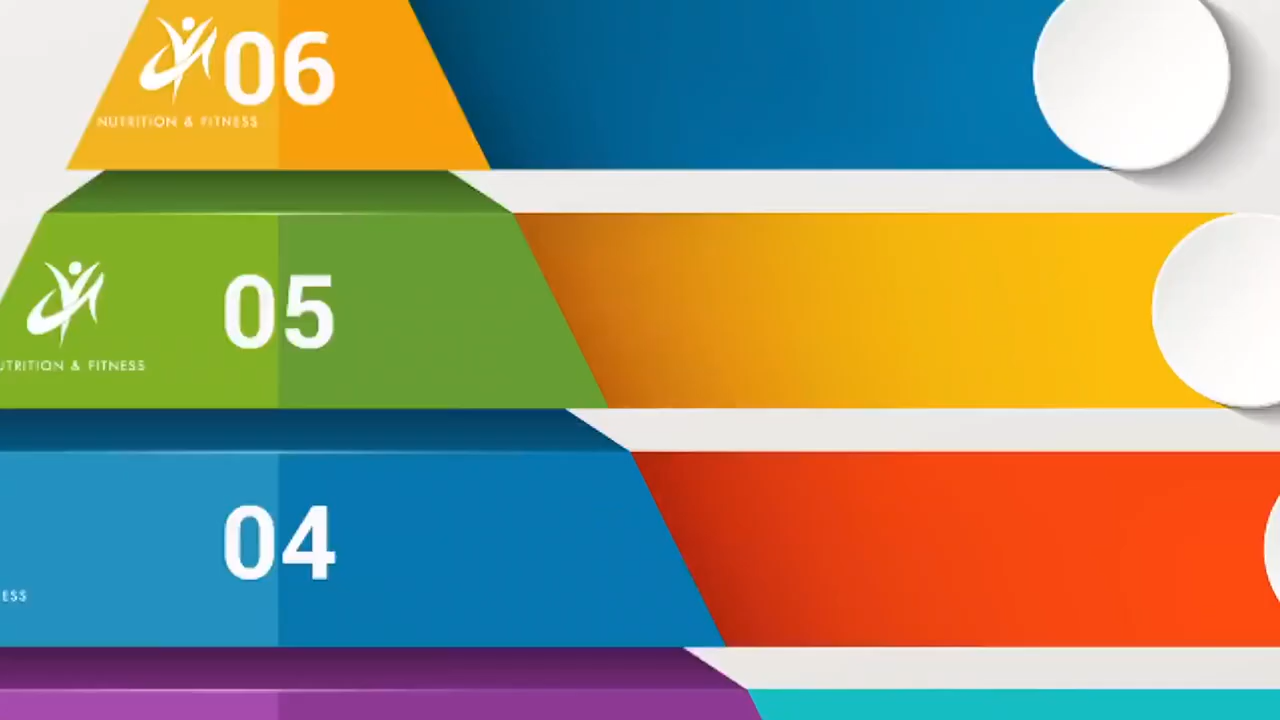 06
NUTRITION & FITNESS
05
UTRITION & FITNESS
04
ESS